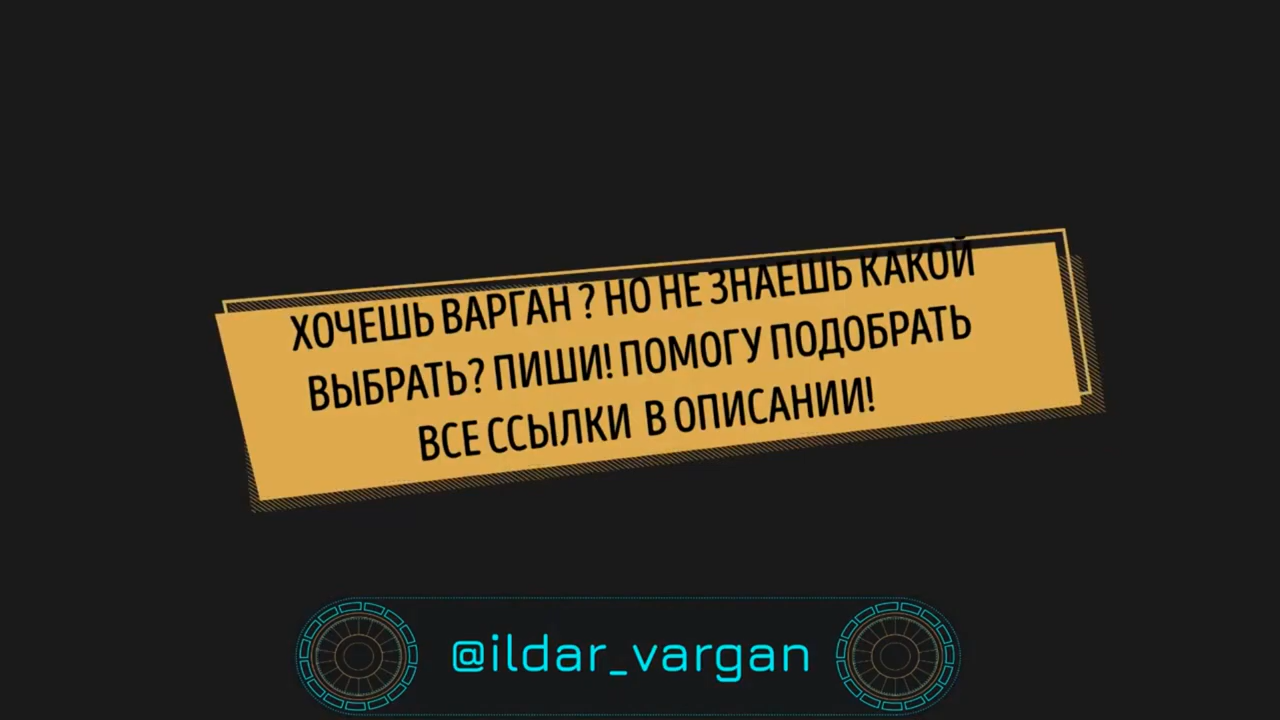 ХОЧЕШЬ ВАРГАН ? НО НЕ ЗНАЕШЬ КАКОЙ
ВЫБРАТЬ? ПИШИ! ПОМОГУ ПОДОБРАТЬ
ВСЕ ССЫЛКИ В ОПИСАНИИ!
@ildar_vargan